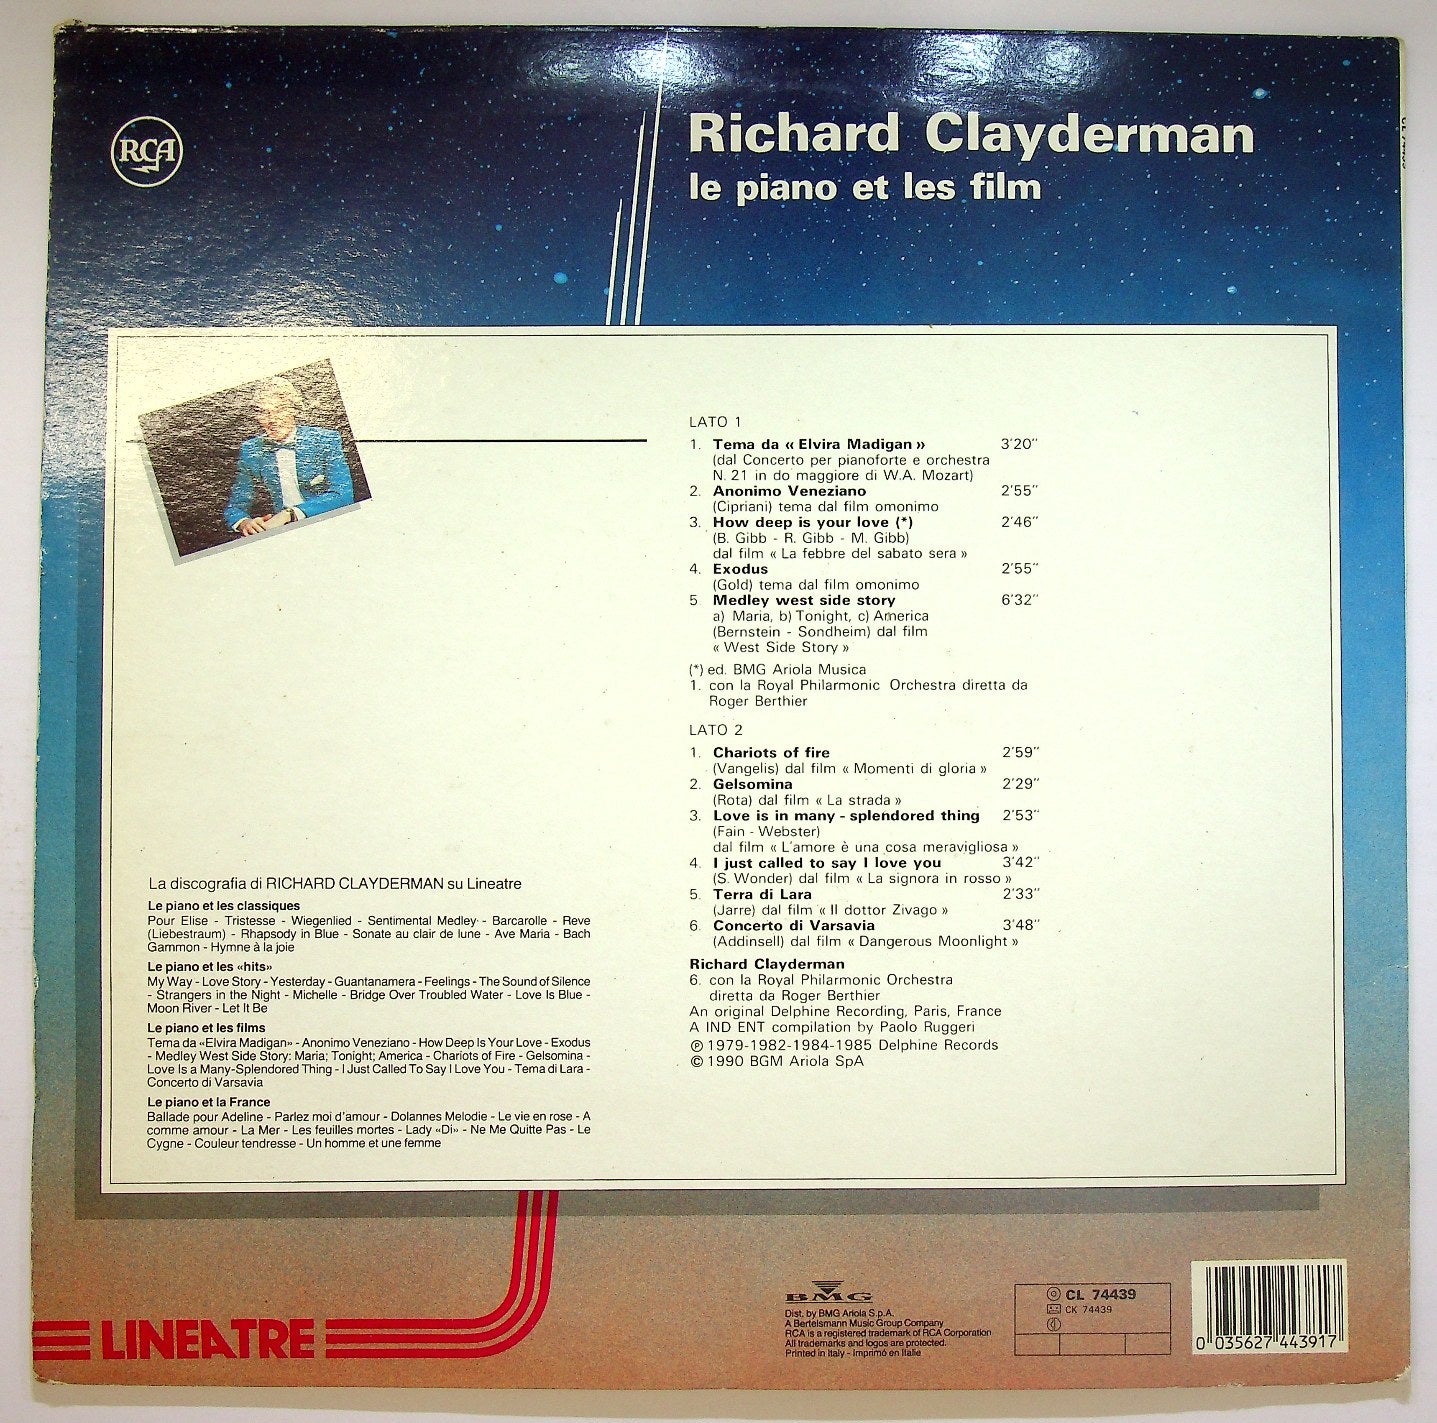 RCA
Richard Clayderman
le piano et les film
LATO 1
1. Tema da « Elvira Madigan » 3'20''
(dal Concerto per pianoforte e orchestra
N. 21 in do maggiore di W.A. Mozart)
2. Anonimo Veneziano 2'55''
(Cipriani) tema dal film omonimo
3. How deep is your love (*) 2'46''
(B. Gibb - R. Gibb - M. Gibb)
dal film « La febbre del sabato sera »
4. Exodus 2'55''
(Gold) tema dal film omonimo
5 Medley west side story 6'32''
a) Maria, b) Tonight, c) America
(Bernstein - Sondheim) dal film
« West Side Story »
(*) ed. BMG Ariola Musica
1. con la Royal Philarmonic Orchestra diretta da
Roger Berthier
LATO 2
1. Chariots of fire 2'59''
(Vangelis) dal film « Momenti di gloria »
2. Gelsomina 2'29''
(Rota) dal film « La strada »
3. Love is in many - splendored thing 2'53''
(Fain - Webster)
dal film « L'amore è una cosa meravigliosa »
4. I just called to say I love you 3'42''
(S. Wonder) dal film « La signora in rosso »
5. Terra di Lara 2'33''
(Jarre) dal film « Il dottor Zivago »
6. Concerto di Varsavia 3'48''
(Addinsell) dal film « Dangerous Moonlight »
Richard Clayderman
6. con la Royal Philarmonic Orchestra
diretta da Roger Berthier
An original Delphine Recording, Paris, France
A IND ENT compilation by Paolo Ruggeri
℗ 1979-1982-1984-1985 Delphine Records
© 1990 BGM Ariola SpA
La discografia di RICHARD CLAYDERMAN su Lineatre
Le piano et les classiques
Pour Elise - Tristesse - Wiegenlied - Sentimental Medley - Barcarolle - Reve
(Liebestraum) - Rhapsody in Blue - Sonate au clair de lune - Ave Maria - Bach
Gammon - Hymne à la joie
Le piano et les «hits»
My Way - Love Story - Yesterday - Guantanamera - Feelings - The Sound of Silence
- Strangers in the Night - Michelle - Bridge Over Troubled Water - Love Is Blue -
Moon River - Let It Be
Le piano et les films
Tema da «Elvira Madigan» - Anonimo Veneziano - How Deep Is Your Love - Exodus
- Medley West Side Story: Maria; Tonight; America - Chariots of Fire - Gelsomina -
Love Is a Many-Splendored Thing - I Just Called To Say I Love You - Tema di Lara -
Concerto di Varsavia
Le piano et la France
Ballade pour Adeline - Parlez moi d'amour - Dolannes Melodie - Le vie en rose - A
comme amour - La Mer - Les feuilles mortes - Lady «Di» - Ne Me Quitte Pas - Le
Cygne - Couleur tendresse - Un homme et une femme
LINEATRE
BMG
Dist. by BMG Ariola S.p.A.
A Bertelsmann Music Group Company
RCA is a registered trademark of RCA Corporation
All trademarks and logos are protected.
Printed in Italy - Imprimé en Italie
CL 74439
CK 74439
0 035627 443917